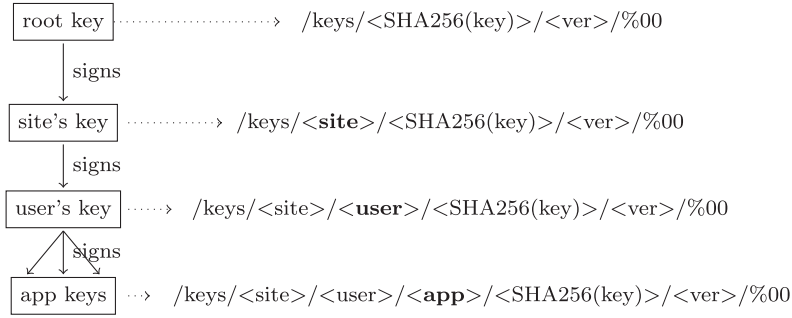 root key /keys/<SHA256(key)>/<ver>/%00
signs
site's key /keys/<site>/<SHA256(key)>/<ver>/%00
signs
user's key /keys/<site>/<user>/<SHA256(key)>/<ver>/%00
signs
app keys /keys/<site>/<user>/<app>/<SHA256(key)>/<ver>/%00